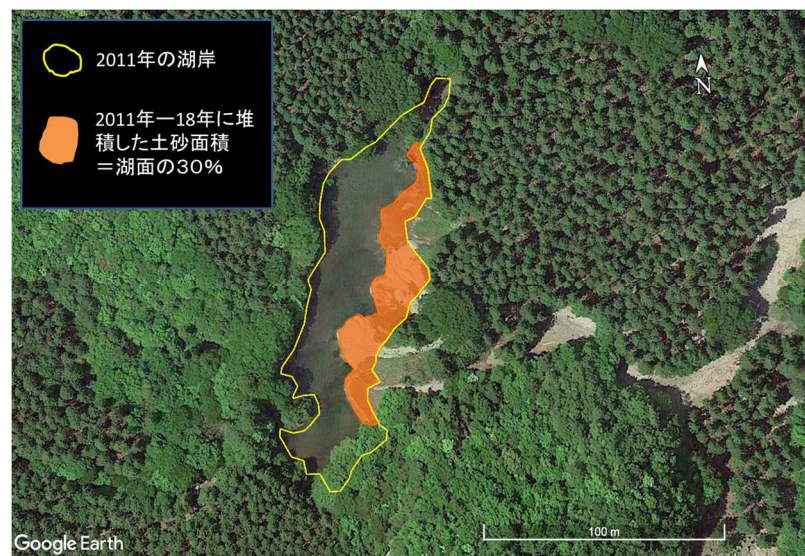 2011年の湖岸
2011年ー18年に堆
積した土砂面積
＝湖面の３０％
N
100 m
Google Earth